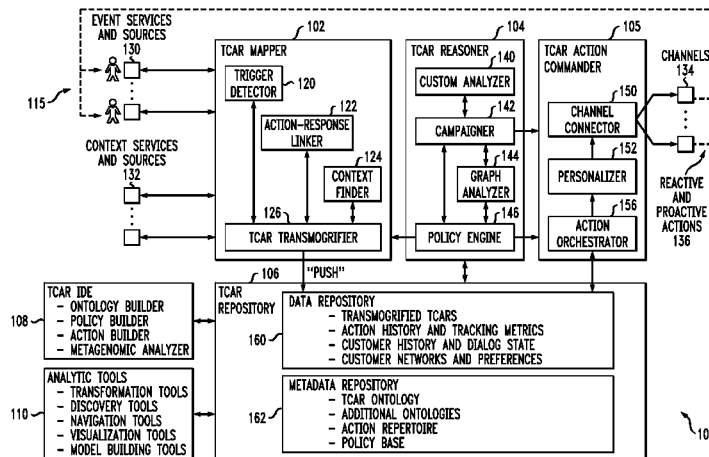 EVENT SERVICES
AND SOURCES
130
115
CONTEXT SERVICES
AND SOURCES
132
102
TCAR MAPPER
TRIGGER
DETECTOR
120
122
ACTION-RESPONSE
LINKER
124
CONTEXT
FINDER
126
TCAR TRANSMOGRIFIER
104
TCAR REASONER
140
CUSTOM ANALYZER
142
CAMPAIGNER
144
GRAPH
ANALYZER
146
POLICY ENGINE
105
TCAR ACTION
COMMANDER
150
CHANNEL
CONNECTOR
152
PERSONALIZER
156
ACTION
ORCHESTRATOR
CHANNELS
134
REACTIVE
AND
PROACTIVE
ACTIONS
136
"PUSH"
106
TCAR
REPOSITORY
DATA REPOSITORY
- TRANSMOGRIFIED TCARS
- ACTION HISTORY AND TRACKING METRICS
- CUSTOMER HISTORY AND DIALOG STATE
- CUSTOMER NETWORKS AND PREFERENCES
160
METADATA REPOSITORY
- TCAR ONTOLOGY
- ADDITIONAL ONTOLOGIES
- ACTION REPERTOIRE
- POLICY BASE
162
TCAR IDE
- ONTOLOGY BUILDER
- POLICY BUILDER
- ACTION BUILDER
- METAGENOMIC ANALYZER
108
ANALYTIC TOOLS
- TRANSFORMATION TOOLS
- DISCOVERY TOOLS
- NAVIGATION TOOLS
- VISUALIZATION TOOLS
- MODEL BUILDING TOOLS
110